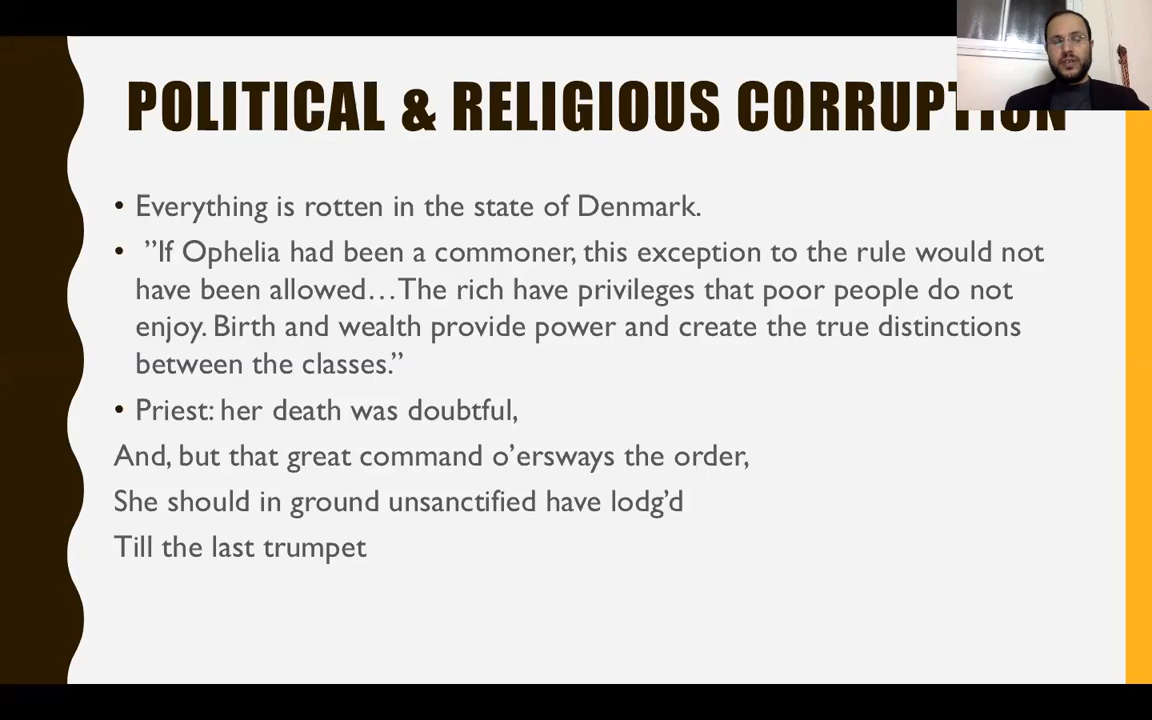 POLITICAL & RELIGIOUS CORRUPTION
• Everything is rotten in the state of Denmark.
• ”If Ophelia had been a commoner, this exception to the rule would not
have been allowed…The rich have privileges that poor people do not
enjoy. Birth and wealth provide power and create the true distinctions
between the classes.”
• Priest: her death was doubtful,
And, but that great command o’ersways the order,
She should in ground unsanctified have lodg’d
Till the last trumpet